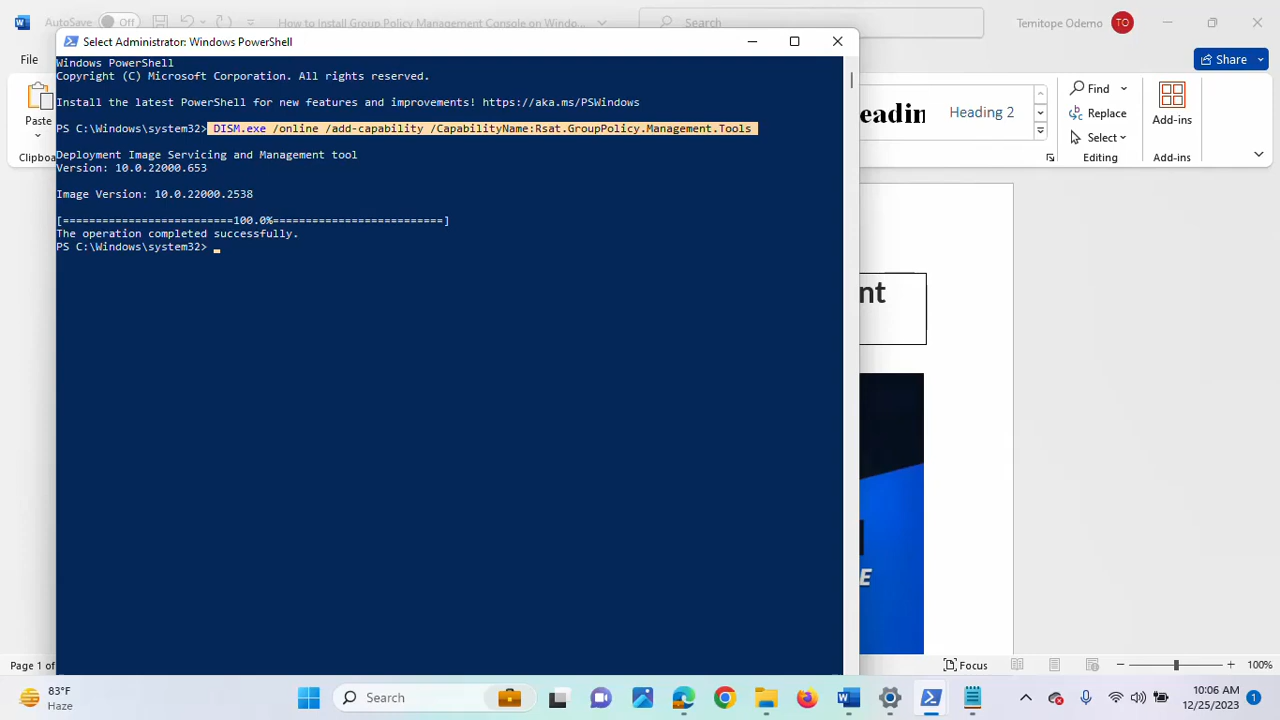 AutoSave Off How to Install Group Policy Management Console on Windo... Search Temitope Odemo TO
Select Administrator: Windows PowerShell
File Share
Windows PowerShell
Copyright (C) Microsoft Corporation. All rights reserved.
Install the latest PowerShell for new features and improvements! https://aka.ms/PSWindows
PS C:\Windows\system32> DISM.exe /online /add-capability /CapabilityName:Rsat.GroupPolicy.Management.Tools
Deployment Image Servicing and Management tool
Version: 10.0.22000.653
Image Version: 10.0.22000.2538
[==========================100.0%==========================]
The operation completed successfully.
PS C:\Windows\system32>
Paste
Clipboa
eadin
Heading 2
Find
Replace
Select
Editing
Add-ins
Add-ins
nt
E
Page 1 of
Focus
100%
83°F
Haze
Search
10:06 AM
12/25/2023
1